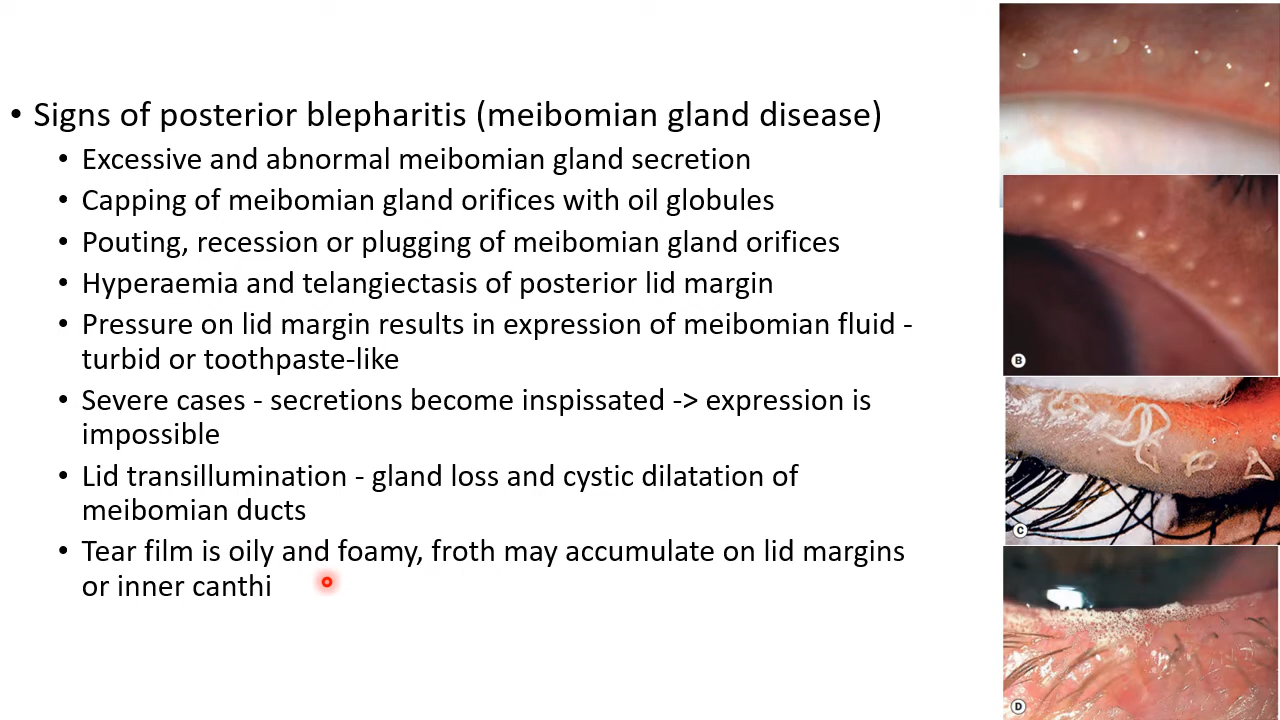 • Signs of posterior blepharitis (meibomian gland disease)
• Excessive and abnormal meibomian gland secretion
• Capping of meibomian gland orifices with oil globules
• Pouting, recession or plugging of meibomian gland orifices
• Hyperaemia and telangiectasis of posterior lid margin
• Pressure on lid margin results in expression of meibomian fluid -
turbid or toothpaste-like
• Severe cases - secretions become inspissated -> expression is
impossible
• Lid transillumination - gland loss and cystic dilatation of
meibomian ducts
• Tear film is oily and foamy, froth may accumulate on lid margins
or inner canthi
B
C
D